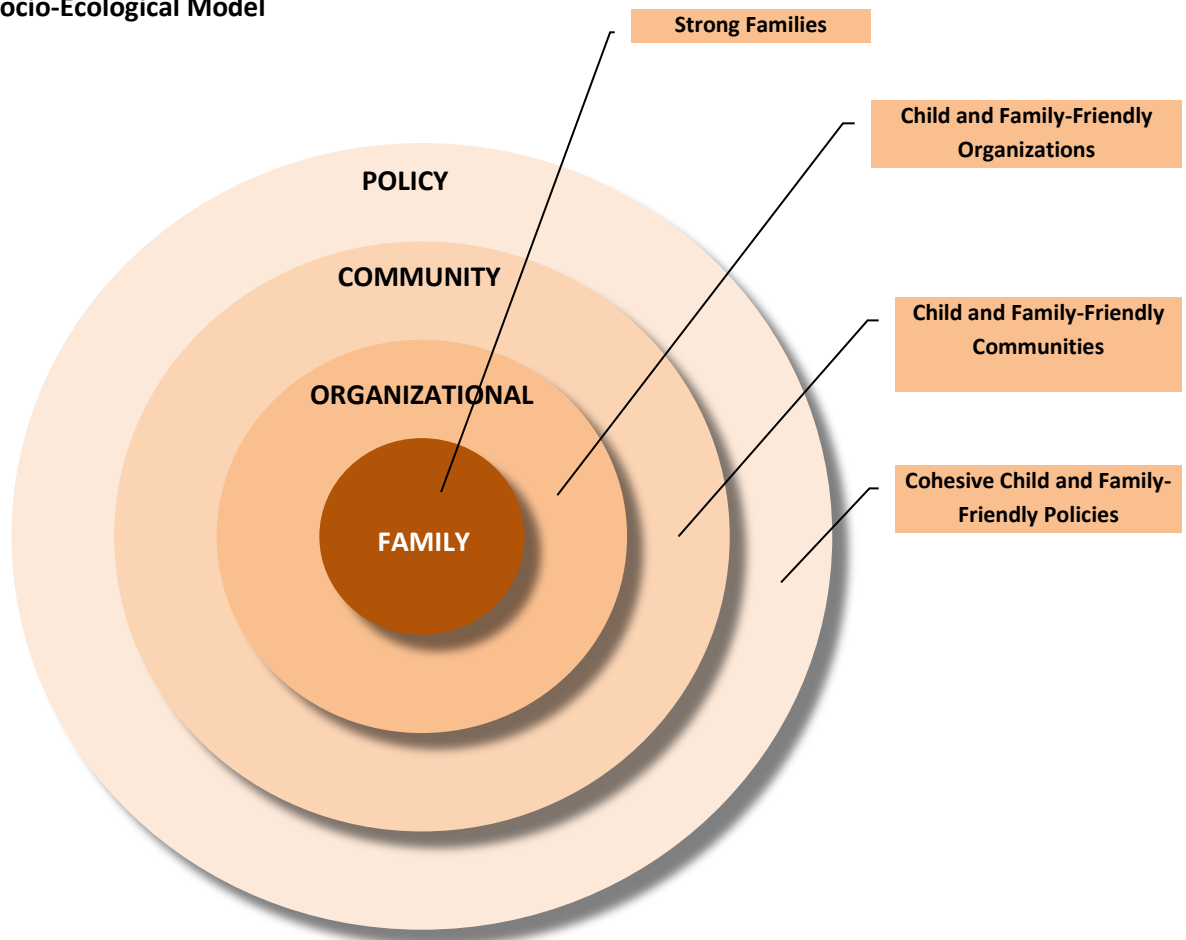 ocio-Ecological Model
Strong Families
Child and Family-Friendly
Organizations
POLICY
COMMUNITY
Child and Family-Friendly
Communities
ORGANIZATIONAL
Cohesive Child and Family-
Friendly Policies
FAMILY